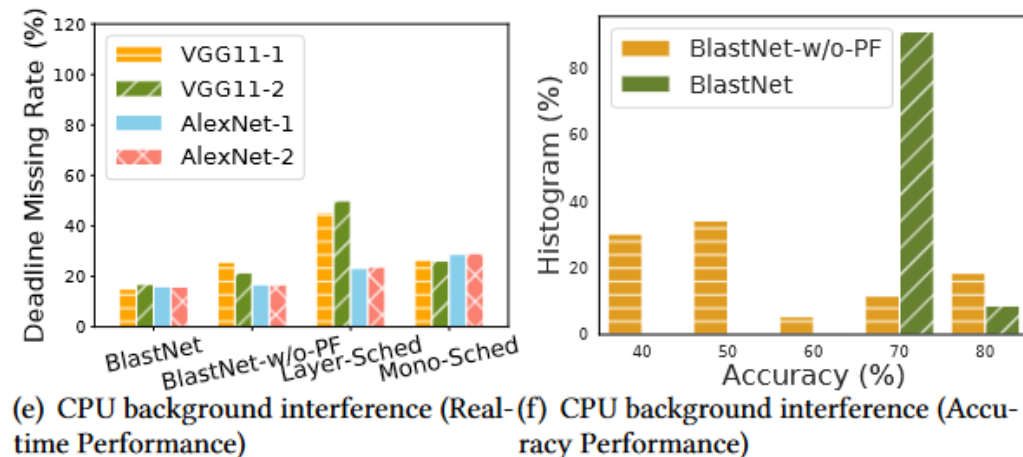 Deadline Missing Rate (%)
120
100
80
60
40
20
0
VGG11-1
VGG11-2
AlexNet-1
AlexNet-2
BlastNet
BlastNet-w/o-PF
Layer-Sched
Mono-Sched
(e) CPU background interference (Real-
time Performance)
Histogram (%)
80
60
40
20
0
BlastNet-w/o-PF
BlastNet
40 50 60 70 80
Accuracy (%)
(f) CPU background interference (Accu-
racy Performance)